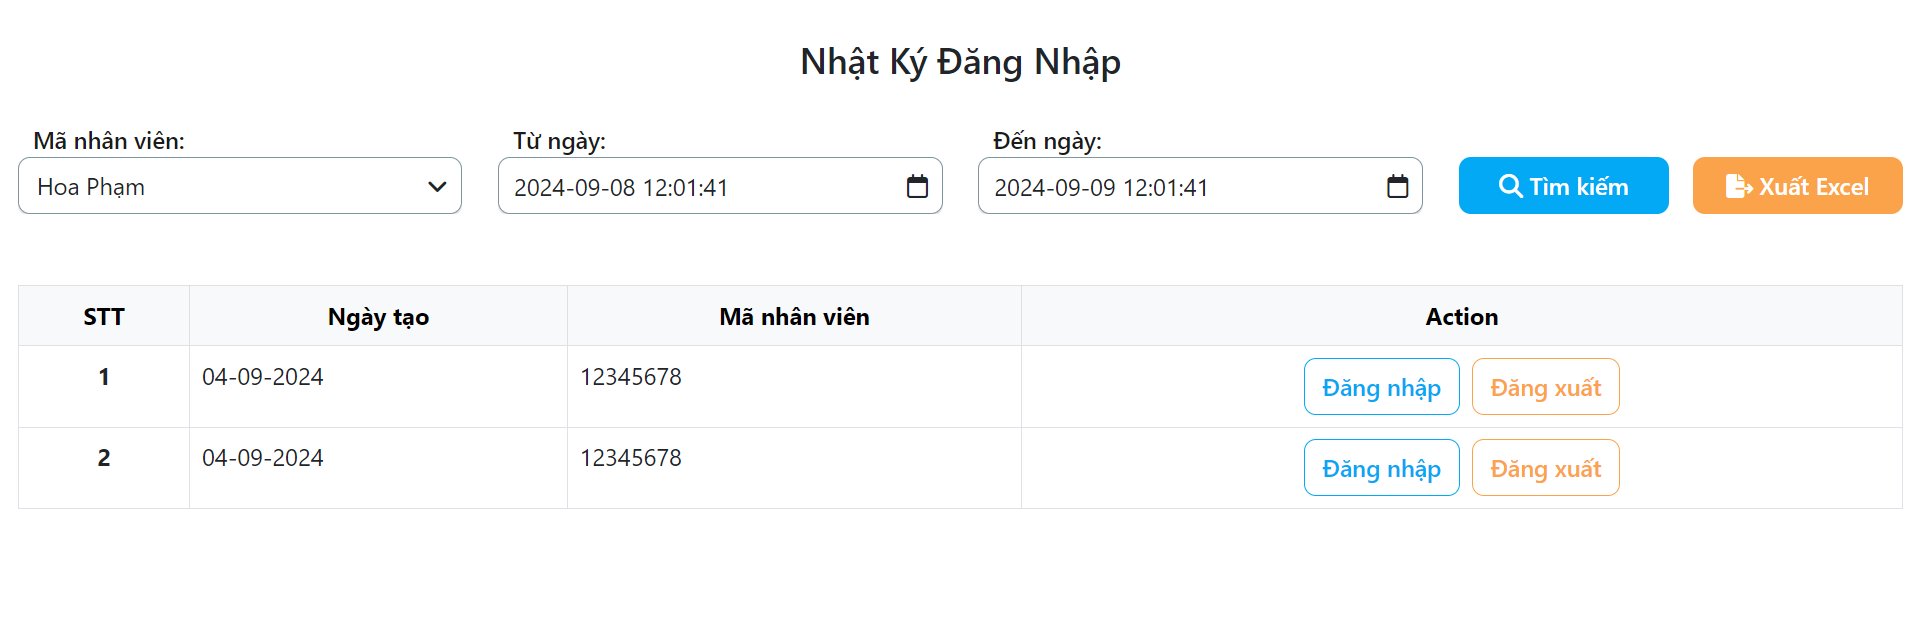 Nhật Ký Đăng Nhập
Mã nhân viên: Từ ngày: Đến ngày:
Hoa Phạm 2024-09-08 12:01:41 2024-09-09 12:01:41 Tìm kiếm Xuất Excel
STT Ngày tạo Mã nhân viên Action
1 04-09-2024 12345678 Đăng nhập Đăng xuất
2 04-09-2024 12345678 Đăng nhập Đăng xuất